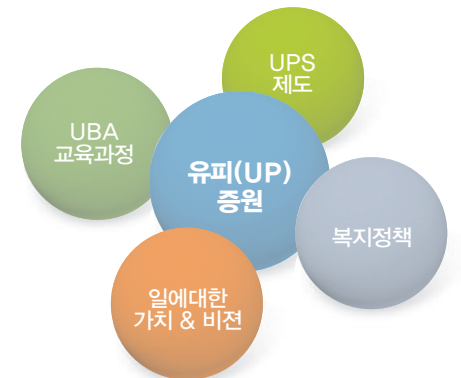 UPS
제도
UBA
교육과정
유피(UP)
증원
복지정책
일에대한
가치 & 비젼